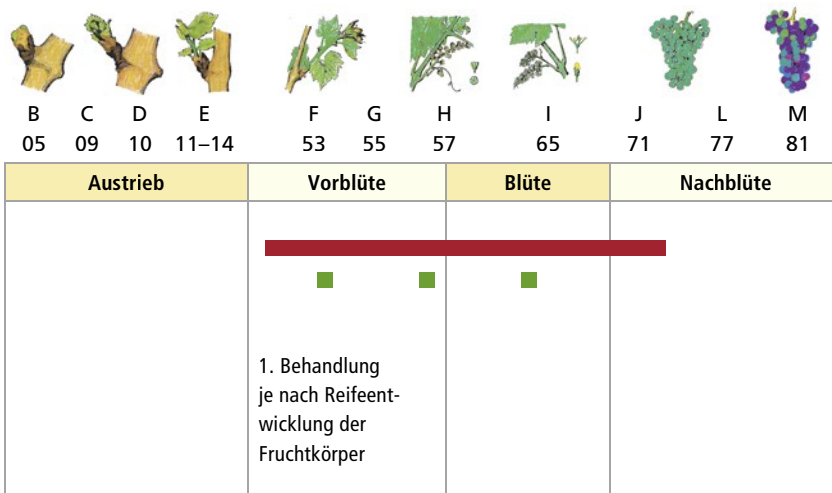 B C D E F G H I J L M
05 09 10 11–14 53 55 57 65 71 77 81
Austrieb Vorblüte Blüte Nachblüte
1. Behandlung
je nach Reifeent-
wicklung der
Fruchtkörper